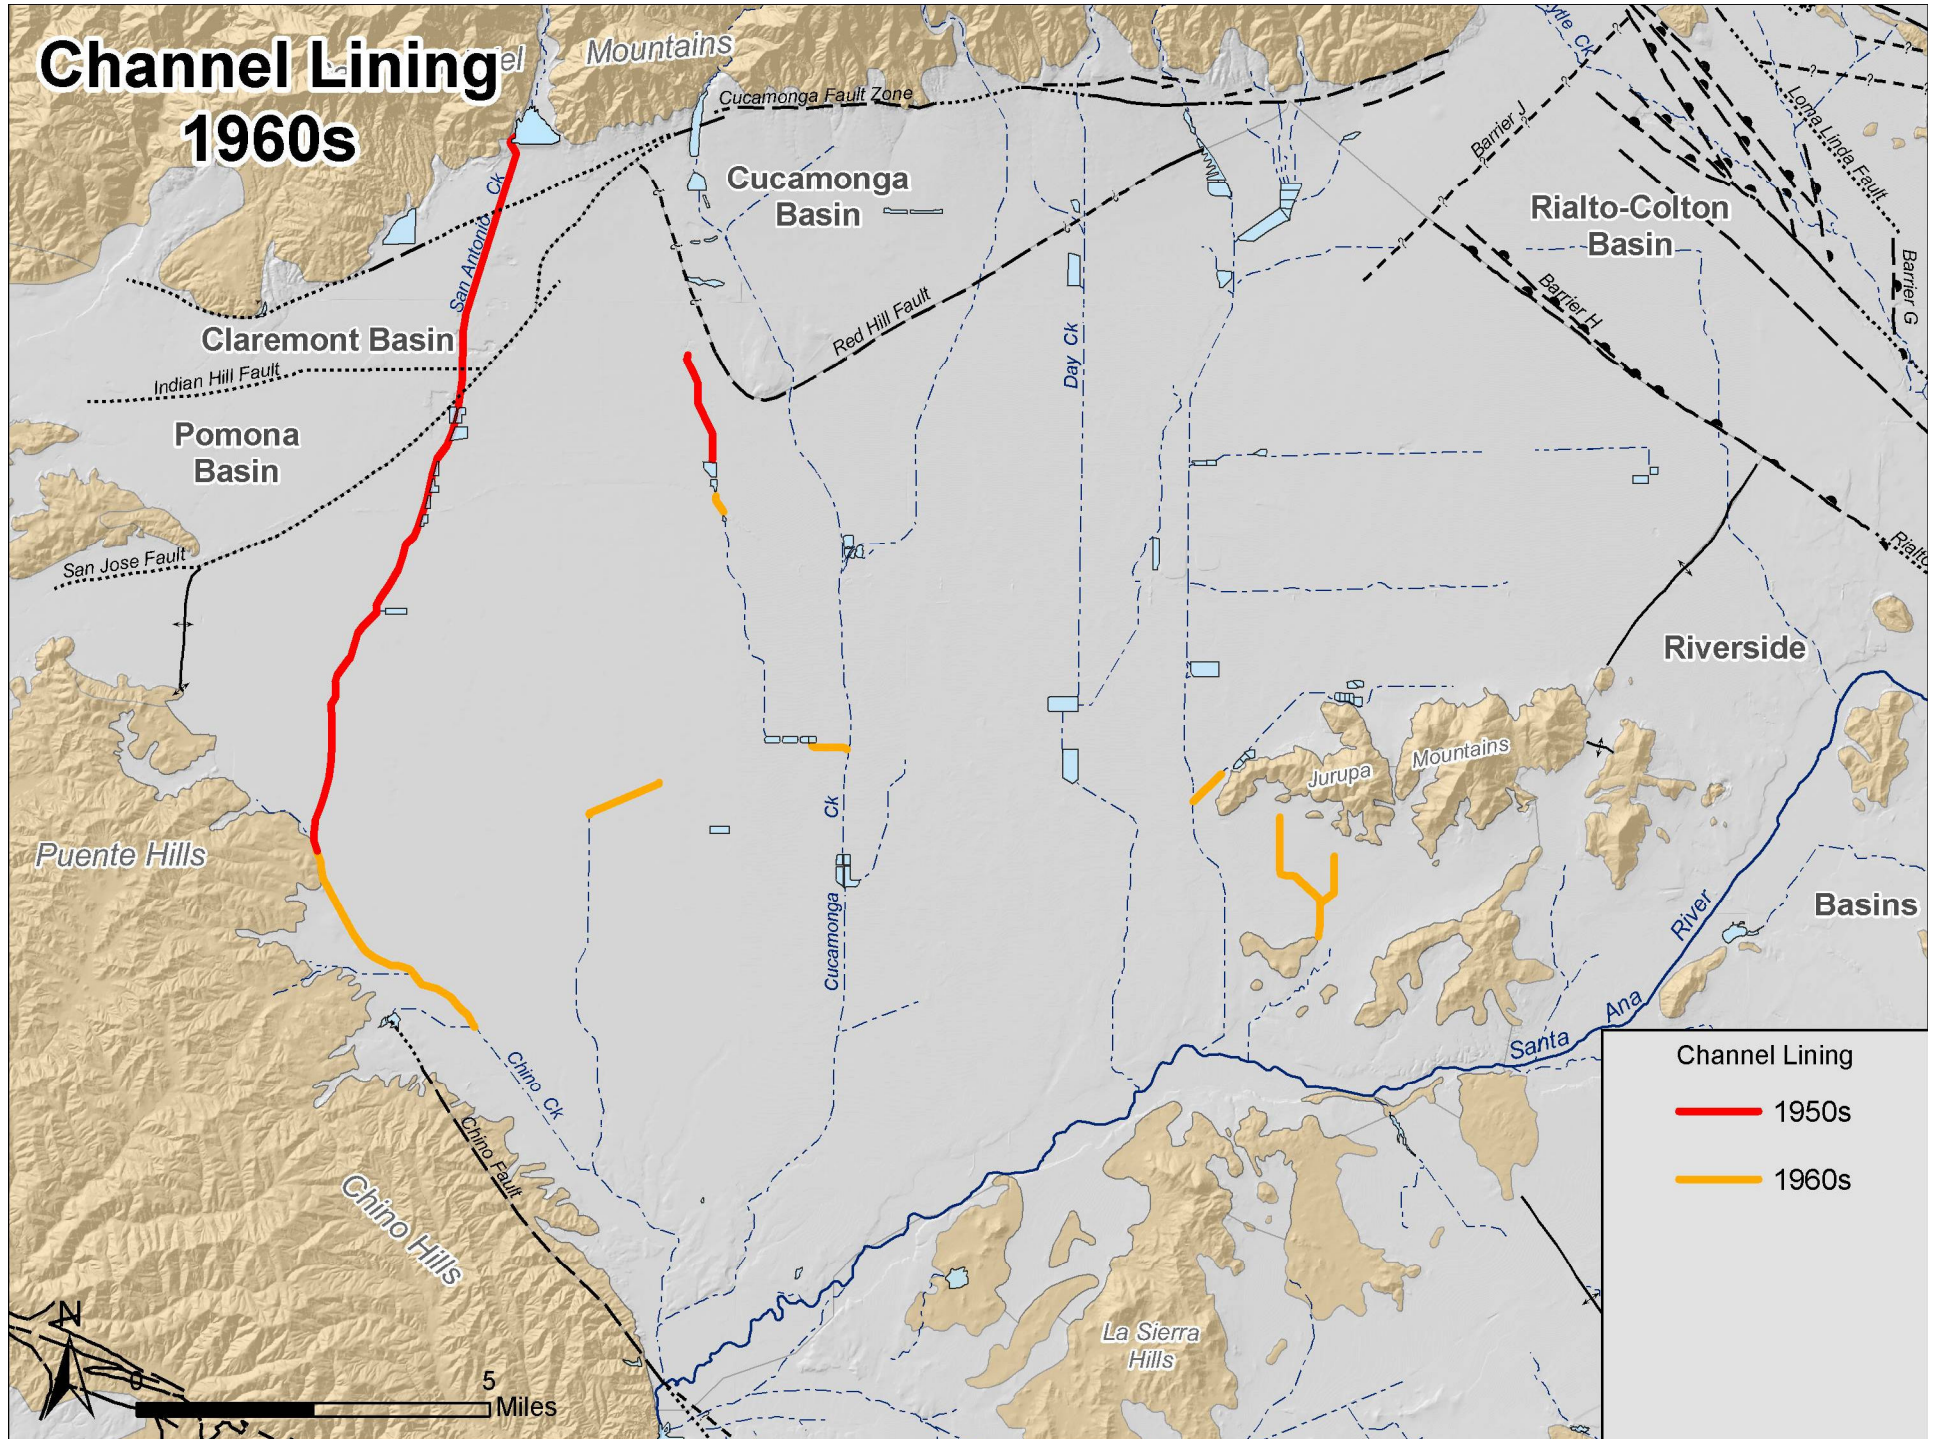 Channel Lining
1960s
Mountains
Cucamonga Fault Zone
Cucamonga
Basin
San Antonio Ck
Claremont Basin
Indian Hill Fault
Pomona
Basin
San Jose Fault
Red Hill Fault
Day Ck
Barrier J
Rialto-Colton
Basin
Barrier H
Loma Linda Fault
Barrier G
Riverside
Jurupa Mountains
Puente Hills
Cucamonga Ck
Basins
Santa Ana River
Chino Ck
Chino Fault
Chino Hills
La Sierra
Hills
Channel Lining
1950s
1960s
N
0 5
Miles